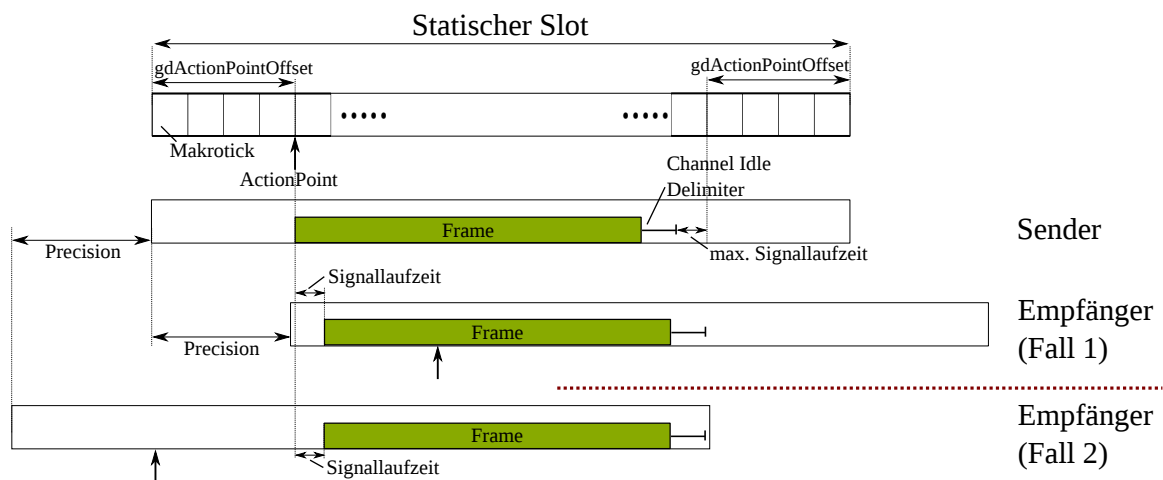 Statischer Slot
gdActionPointOffset
gdActionPointOffset
Makrotick
ActionPoint
Channel Idle
Delimiter
Frame
Sender
Precision
max. Signallaufzeit
Signallaufzeit
Frame
Empfänger
(Fall 1)
Precision
Frame
Empfänger
(Fall 2)
Signallaufzeit